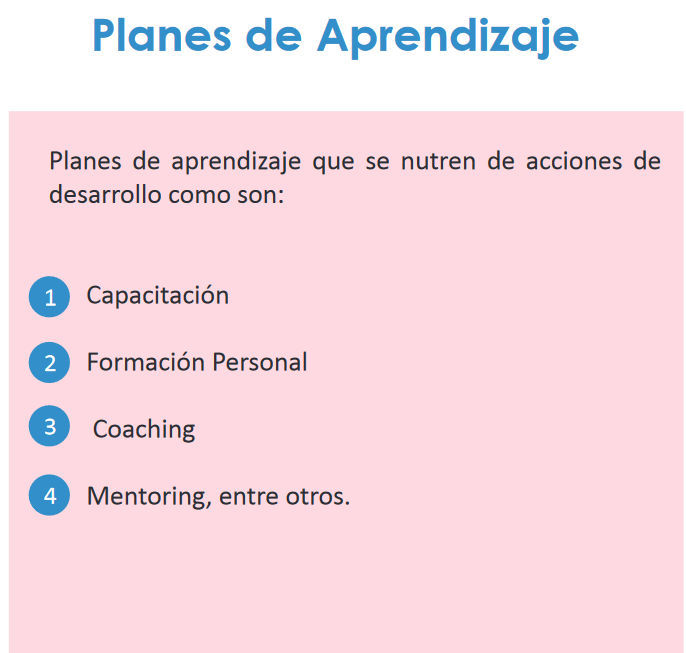 Planes de Aprendizaje
Planes de aprendizaje que se nutren de acciones de
desarrollo como son:
1 Capacitación
2 Formación Personal
3 Coaching
4 Mentoring, entre otros.